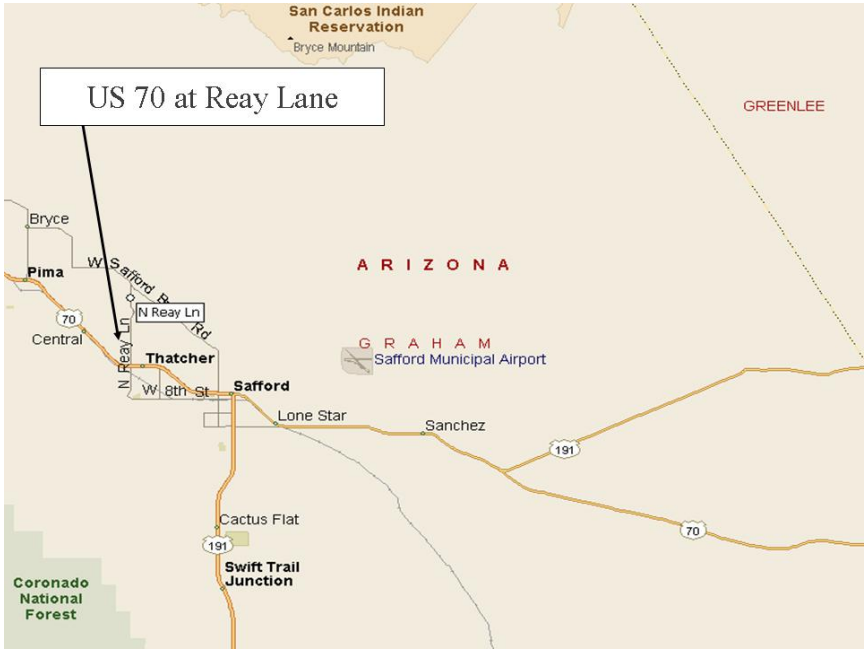 San Carlos Indian
Reservation
Bryce Mountain
US 70 at Reay Lane
GREENLEE
Bryce
W Safford Br Rd
Pima
ARIZONA
N Reay Ln
70
Central
N Reay Ln
GRAHAM
Safford Municipal Airport
Thatcher
W 8th St
Safford
Lone Star
Sanchez
191
Cactus Flat
70
191
Swift Trail
Junction
Coronado
National
Forest